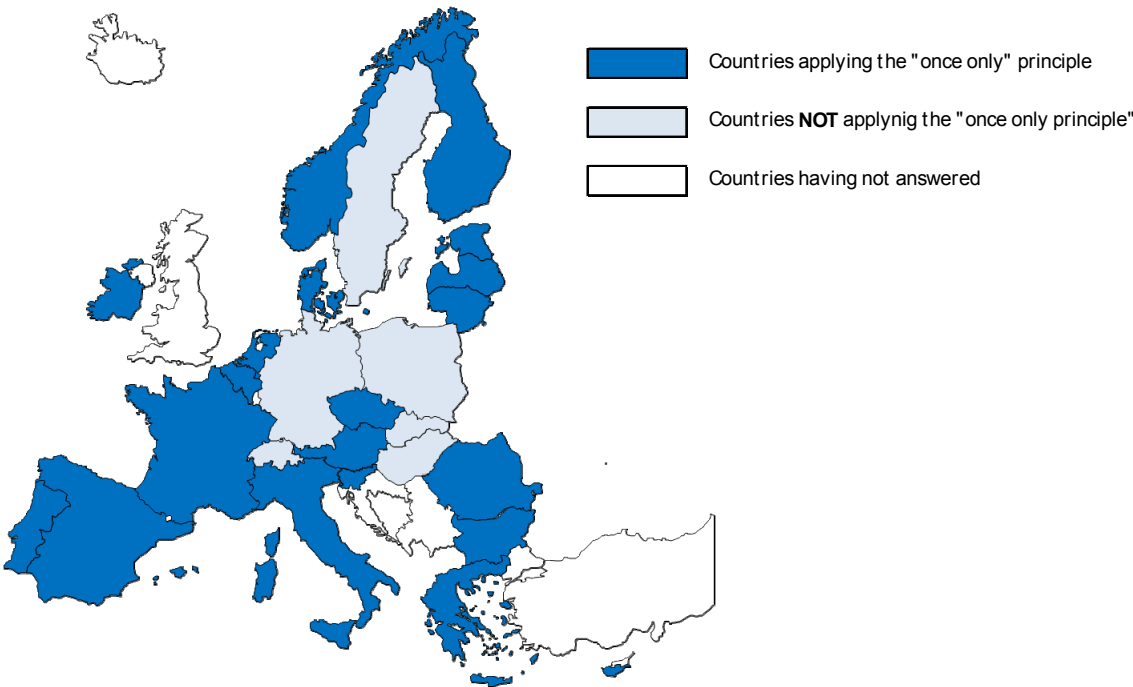 Countries applying the "once only" principle
Countries NOT applynig the "once only principle"
Countries having not answered